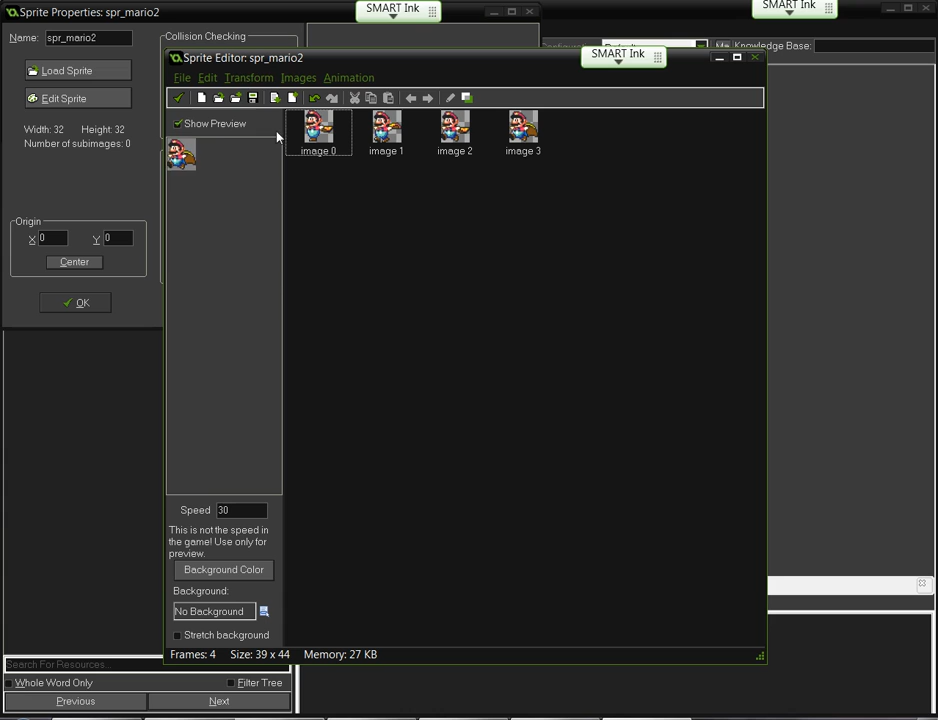 Sprite Properties: spr_mario2
SMART Ink
SMART Ink
Name: spr_mario2
Collision Checking
Knowledge Base:
Sprite Editor: spr_mario2
SMART Ink
Load Sprite
File Edit Transform Images Animation
Edit Sprite
Show Preview
Width: 32 Height: 32
Number of subimages: 0
image 0 image 1 image 2 image 3
Origin
X 0 Y 0
Center
OK
Speed 30
This is not the speed in
the game! Use only for
preview.
Background Color
Background:
No Background
Stretch background
Frames: 4 Size: 39 x 44 Memory: 27 KB
Search For Resources...
Whole Word Only Filter Tree
Previous Next